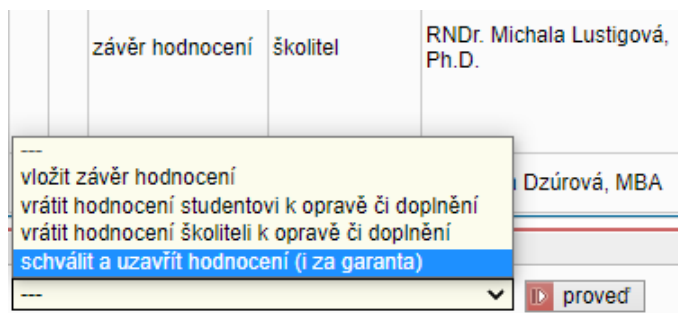 závěr hodnocení školitel RNDr. Michala Lustigová,
Ph.D.
---
vložit závěr hodnocení
vrátit hodnocení studentovi k opravě či doplnění
Dzúrová, MBA
vrátit hodnocení školiteli k opravě či doplnění
schválit a uzavřít hodnocení (i za garanta)
--- proveď